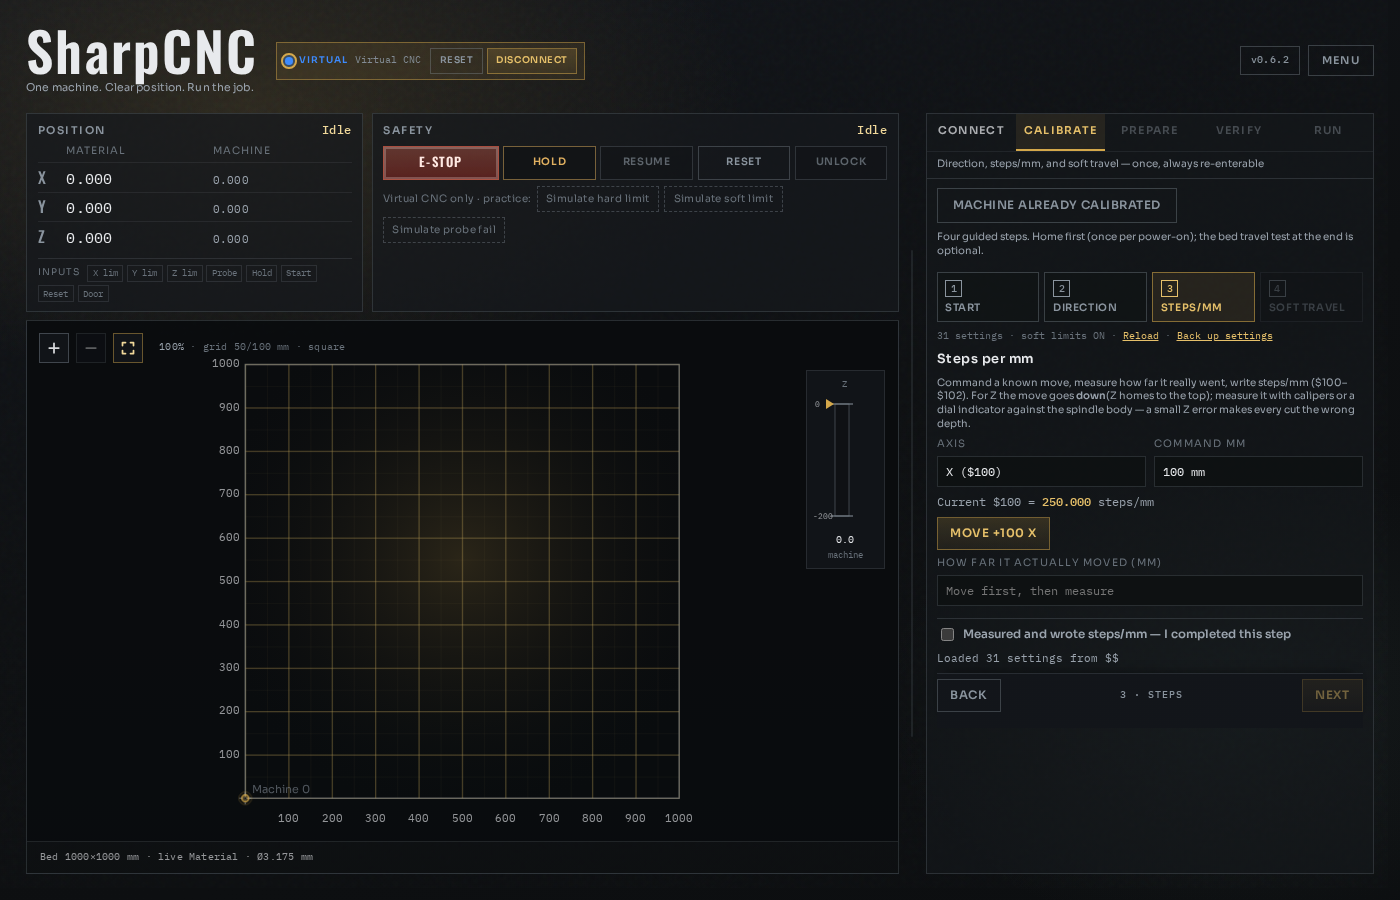 SharpCNC
One machine. Clear position. Run the job.
VIRTUAL Virtual CNC RESET DISCONNECT
v0.6.2 MENU
POSITION Idle
MATERIAL MACHINE
X 0.000 0.000
Y 0.000 0.000
Z 0.000 0.000
INPUTS X lim Y lim Z lim Probe Hold Start
Reset Door
SAFETY Idle
E-STOP HOLD RESUME RESET UNLOCK
Virtual CNC only · practice: Simulate hard limit Simulate soft limit
Simulate probe fail
+ − 100% · grid 50/100 mm · square
1000
900
800
700
600
500
400
300
200
100
Machine 0
100 200 300 400 500 600 700 800 900 1000
Z
0
-200
0.0
machine
Bed 1000×1000 mm · live Material · Ø3.175 mm
CONNECT CALIBRATE PREPARE VERIFY RUN
Direction, steps/mm, and soft travel — once, always re-enterable
MACHINE ALREADY CALIBRATED
Four guided steps. Home first (once per power-on); the bed travel test at the end is
optional.
1 2 3 4
START DIRECTION STEPS/MM SOFT TRAVEL
31 settings · soft limits ON · Reload · Back up settings
Steps per mm
Command a known move, measure how far it really went, write steps/mm ($100–
$102). For Z the move goes down(Z homes to the top); measure it with calipers or a
dial indicator against the spindle body — a small Z error makes every cut the wrong
depth.
AXIS COMMAND MM
X ($100) 100 mm
Current $100 = 250.000 steps/mm
MOVE +100 X
HOW FAR IT ACTUALLY MOVED (MM)
Move first, then measure
Measured and wrote steps/mm — I completed this step
Loaded 31 settings from $$
BACK 3 · STEPS NEXT